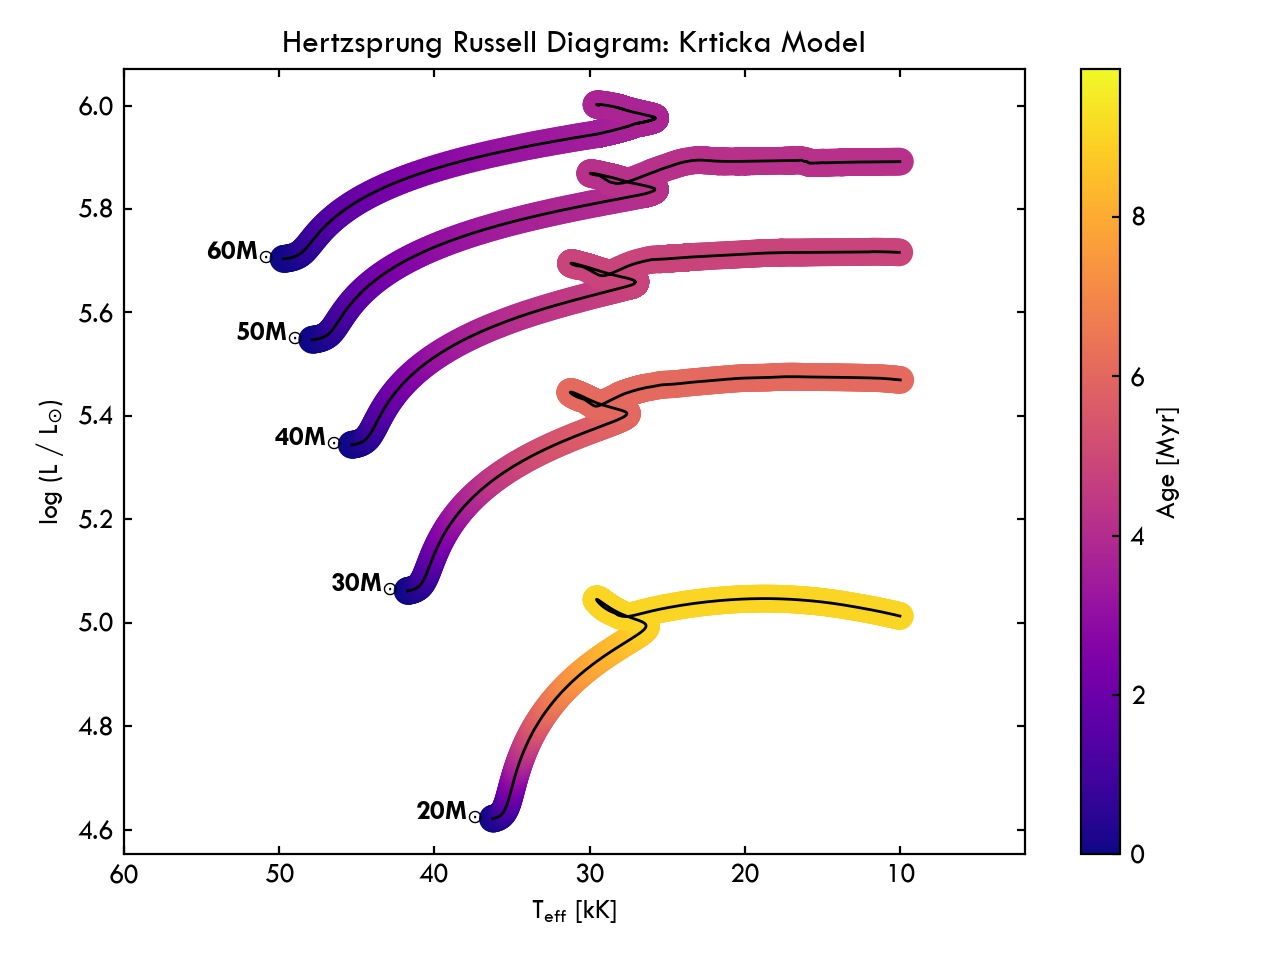 Hertzsprung Russell Diagram: Krticka Model
6.0
5.8
5.6
5.4
5.2
5.0
4.8
4.6
log (L / L⊙)
60M⊙
50M⊙
40M⊙
30M⊙
20M⊙
60
50
40
30
20
10
T_eff [kK]
8
6
4
2
0
Age [Myr]